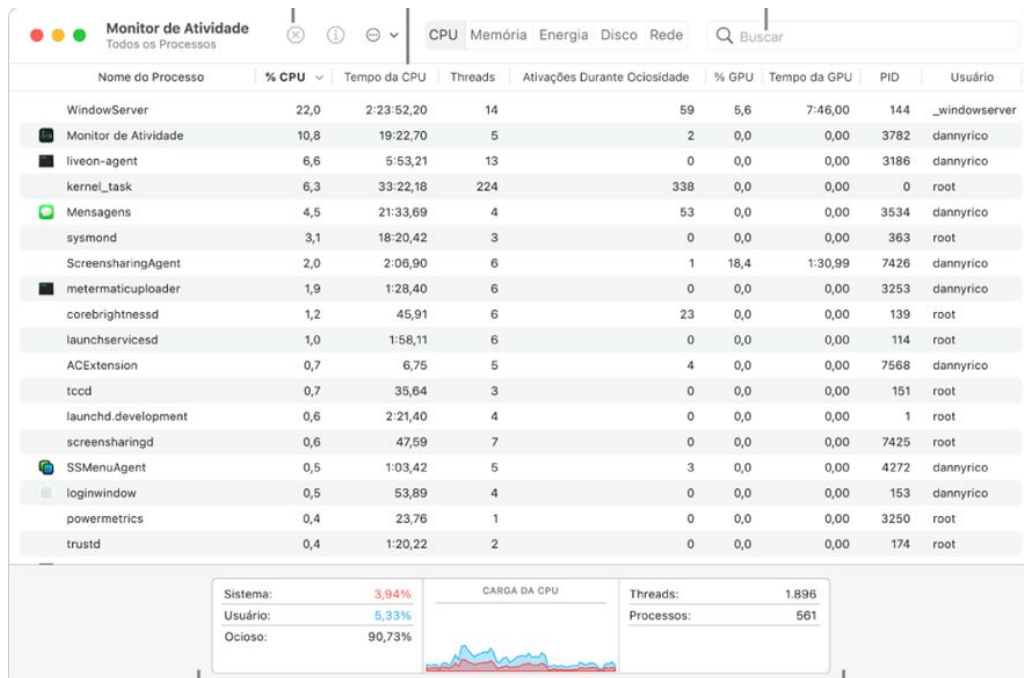 Monitor de Atividade
Todos os Processos
CPU Memória Energia Disco Rede Buscar
Nome do Processo % CPU Tempo da CPU Threads Ativações Durante Ociosidade % GPU Tempo da GPU PID Usuário
WindowServer 22,0 2:23:52,20 14 59 5,6 7:46,00 144 _windowserver
Monitor de Atividade 10,8 19:22,70 5 2 0,0 0,00 3782 dannyrico
liveon-agent 6,6 5:53,21 13 0 0,0 0,00 3186 dannyrico
kernel_task 6,3 33:22,18 224 338 0,0 0,00 0 root
Mensagens 4,5 21:33,69 4 53 0,0 0,00 3534 dannyrico
sysmond 3,1 18:20,42 3 0 0,0 0,00 363 root
ScreensharingAgent 2,0 2:06,90 6 1 18,4 1:30,99 7426 dannyrico
metermaticuploader 1,9 1:28,40 6 0 0,0 0,00 3253 dannyrico
corebrightnessd 1,2 45,91 6 23 0,0 0,00 139 root
launchservicesd 1,0 1:58,11 6 0 0,0 0,00 114 root
ACExtension 0,7 6,75 5 4 0,0 0,00 7568 dannyrico
tccd 0,7 35,64 3 0 0,0 0,00 151 root
launchd.development 0,6 2:21,40 4 0 0,0 0,00 1 root
screensharingd 0,6 47,59 7 0 0,0 0,00 7425 root
SSMenuAgent 0,5 1:03,42 5 3 0,0 0,00 4272 dannyrico
loginwindow 0,5 53,89 4 0 0,0 0,00 153 dannyrico
powermetrics 0,4 23,76 1 0 0,0 0,00 3250 root
trustd 0,4 1:20,22 2 0 0,0 0,00 174 root
Sistema: 3,94% CARGA DA CPU Threads: 1.896
Usuário: 5,33% Processos: 561
Ocioso: 90,73%